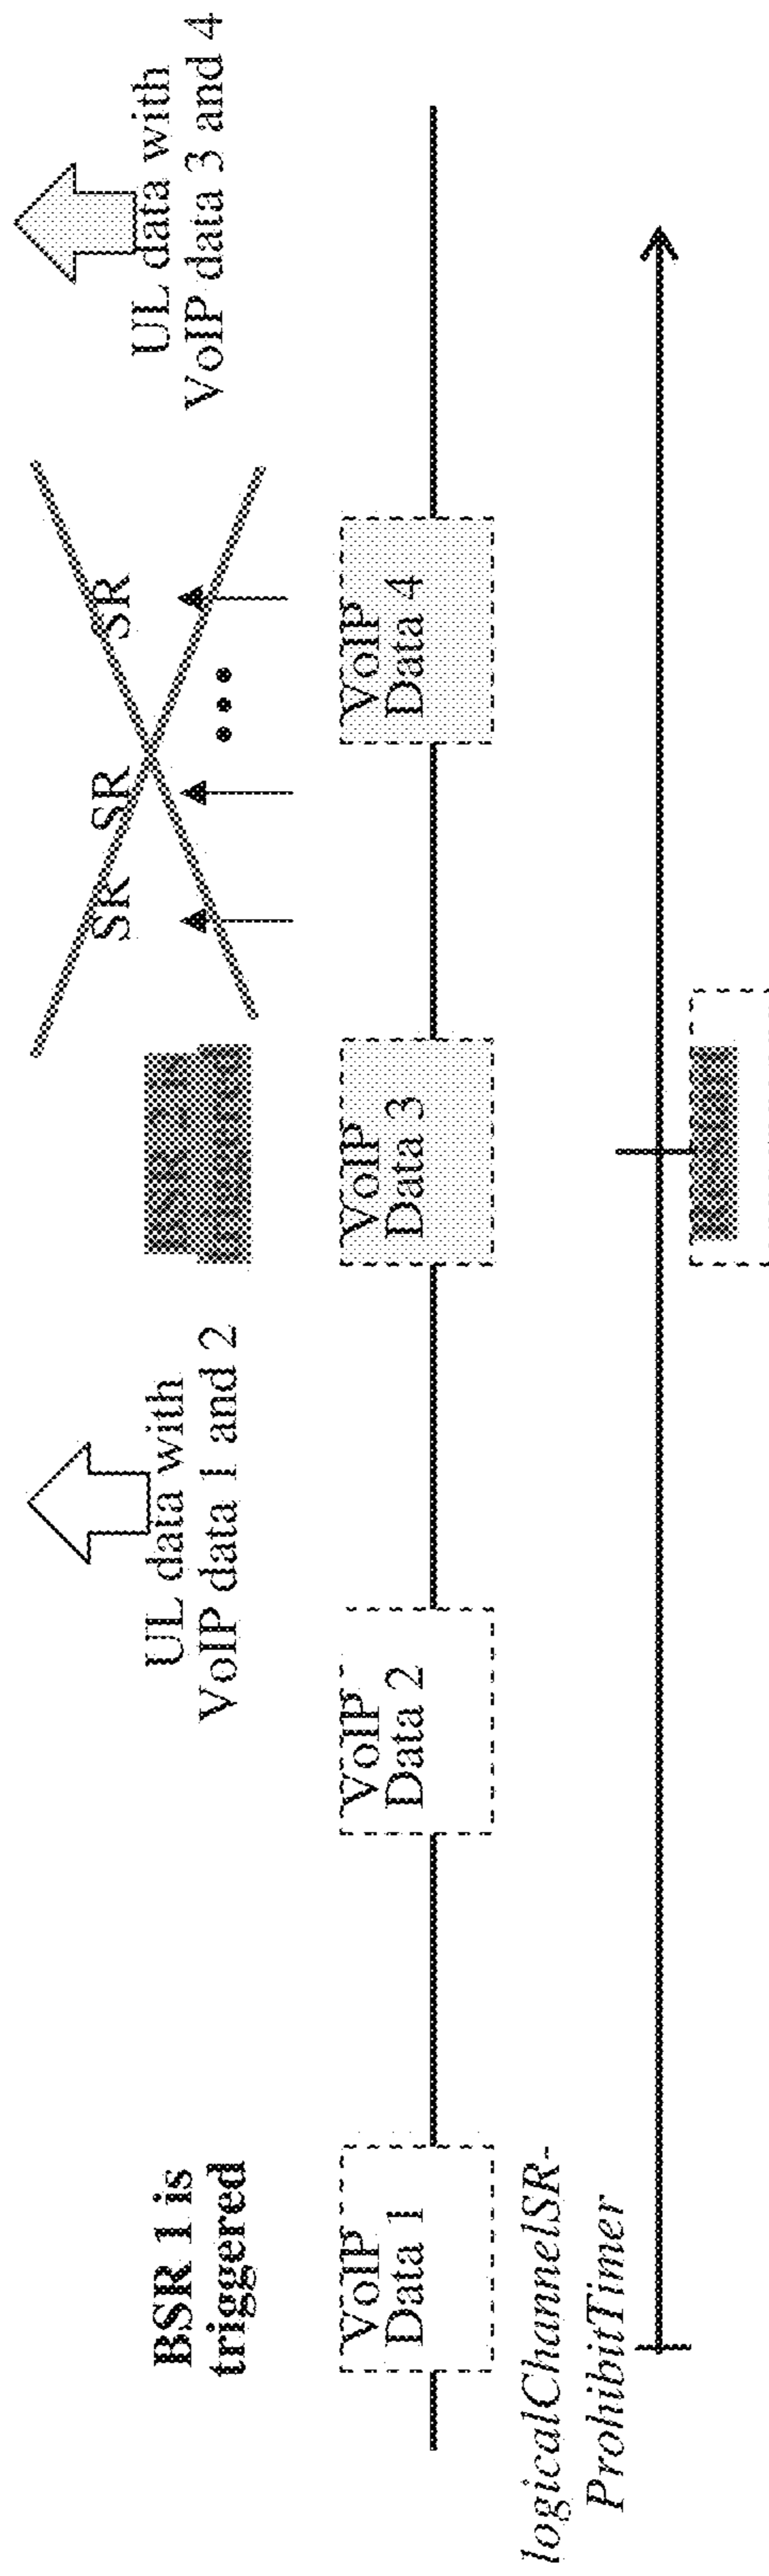 BSR 1 is
triggered
UL data with
VoIP data 1 and 2
SR
SR
SR
UL data with
VoIP data 3 and 4
VoIP
Data 1
VoIP
Data 2
VoIP
Data 3
VoIP
Data 4
logicalChannelSR-
ProhibitTimer